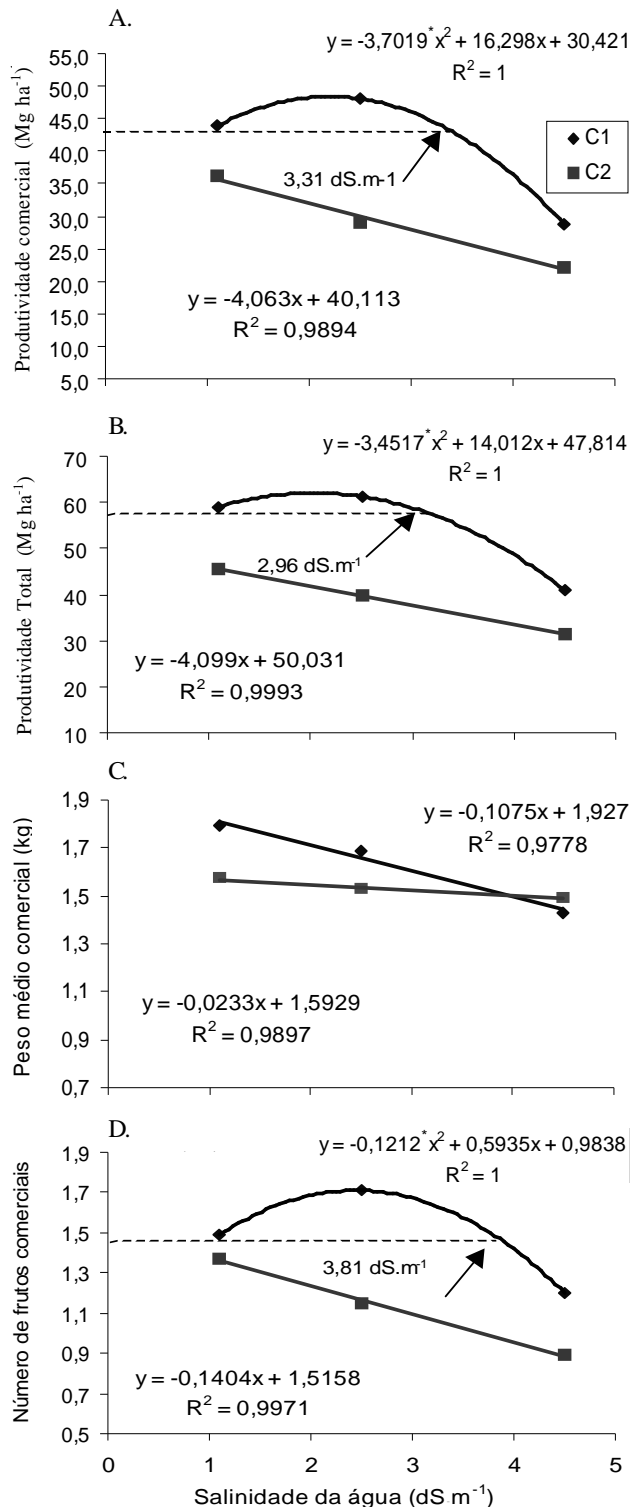 A.
y = -3,7019*x² + 16,298x + 30,421
R² = 1
Produtividade comercial (Mg ha⁻¹)
55,0
50,0
45,0
40,0
35,0
30,0
25,0
20,0
15,0
10,0
5,0
C1
C2
3,31 dS.m-1
y = -4,063x + 40,113
R² = 0,9894
B.
y = -3,4517*x² + 14,012x + 47,814
R² = 1
Produtividade Total (Mg ha⁻¹)
70
60
50
40
30
20
10
2,96 dS.m⁻¹
y = -4,099x + 50,031
R² = 0,9993
C.
y = -0,1075x + 1,927
R² = 0,9778
Peso médio comercial (kg)
1,9
1,7
1,5
1,3
1,1
0,9
0,7
y = -0,0233x + 1,5929
R² = 0,9897
D.
y = -0,1212*x² + 0,5935x + 0,9838
R² = 1
Número de frutos comerciais
1,9
1,7
1,5
1,3
1,1
0,9
0,7
0,5
3,81 dS.m⁻¹
y = -0,1404x + 1,5158
R² = 0,9971
0 1 2 3 4 5
Salinidade da água (dS m⁻¹)